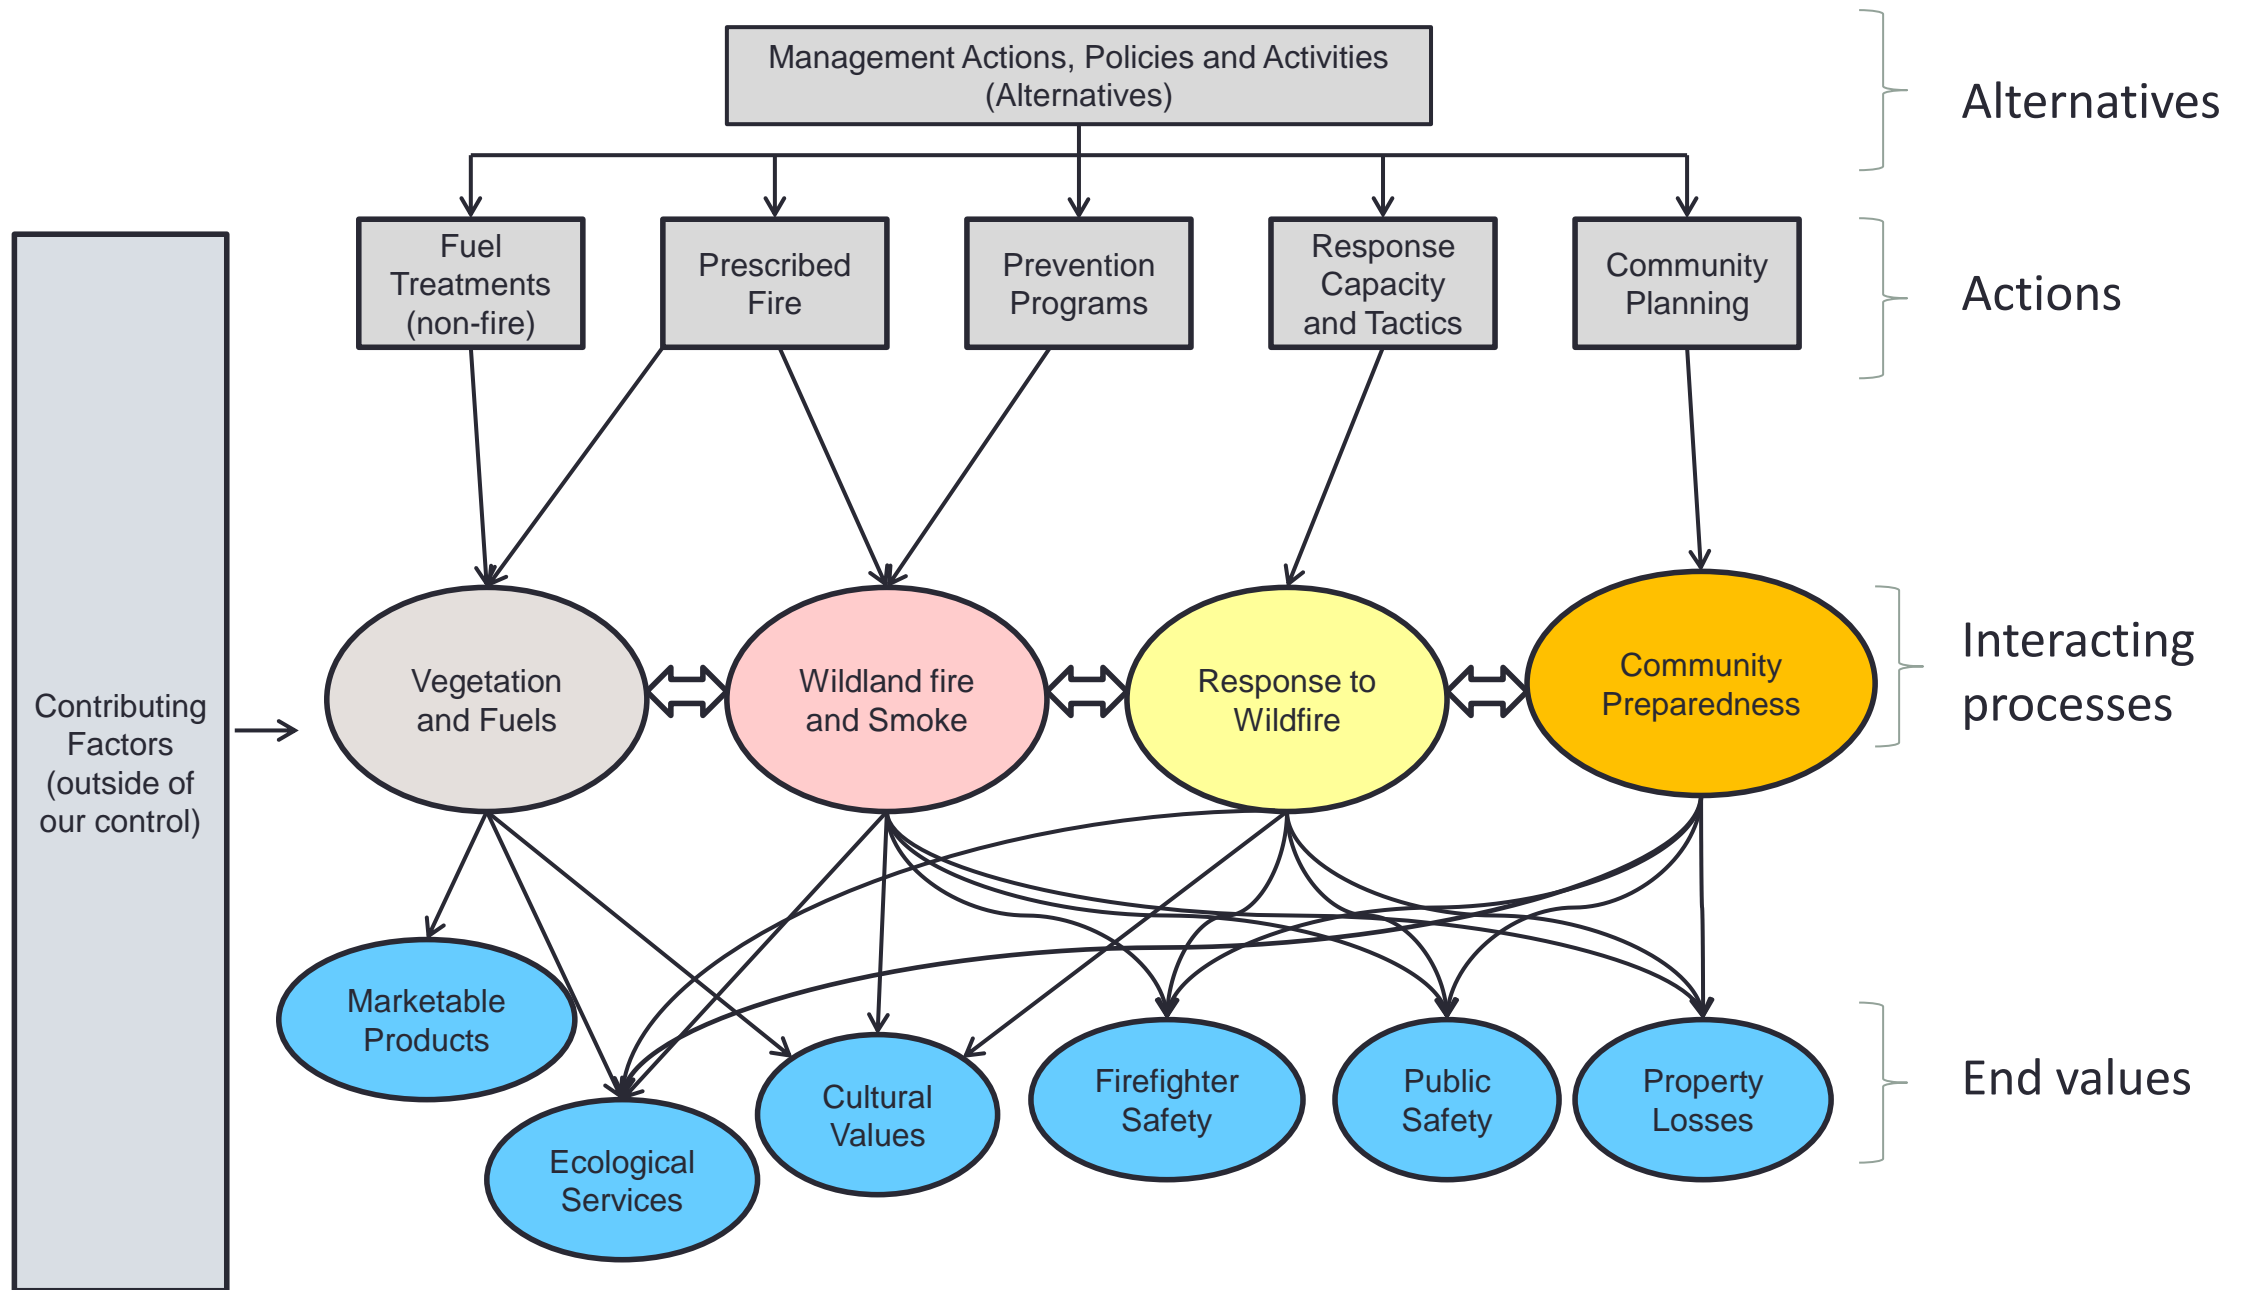 Management Actions, Policies and Activities
(Alternatives)
Alternatives
Fuel
Treatments
(non-fire)
Prescribed
Fire
Prevention
Programs
Response
Capacity
and Tactics
Community
Planning
Actions
Contributing
Factors
(outside of
our control)
Vegetation
and Fuels
Wildland fire
and Smoke
Response to
Wildfire
Community
Preparedness
Interacting
processes
Marketable
Products
Ecological
Services
Cultural
Values
Firefighter
Safety
Public
Safety
Property
Losses
End values